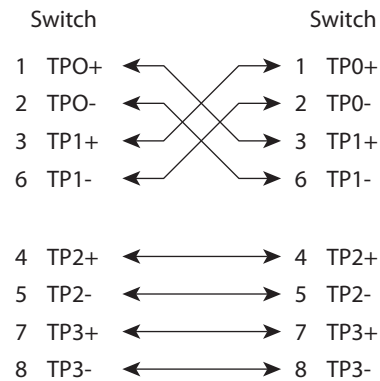 Switch Switch
1 TPO+ 1 TP0+
2 TPO- 2 TP0-
3 TP1+ 3 TP1+
6 TP1- 6 TP1-
4 TP2+ 4 TP2+
5 TP2- 5 TP2-
7 TP3+ 7 TP3+
8 TP3- 8 TP3-